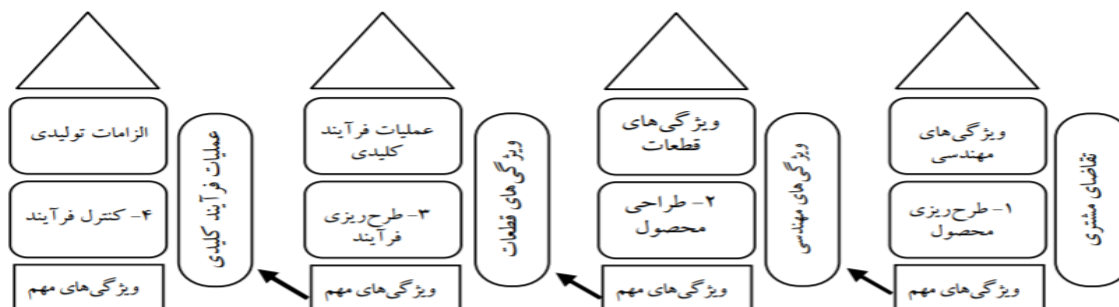 تقاضای مشتری
ویژگی‌های
مهندسی
۱- طرح‌ریزی
محصول
ویژگی‌های مهم
ویژگی‌های مهندسی
ویژگی‌های
قطعات
۲- طراحی
محصول
ویژگی‌های مهم
ویژگی‌های قطعات
عملیات فرآیند
کلیدی
۳- طرح‌ریزی
فرآیند
ویژگی‌های مهم
عملیات فرآیند کلیدی
الزامات تولیدی
۴- کنترل فرآیند
ویژگی‌های مهم